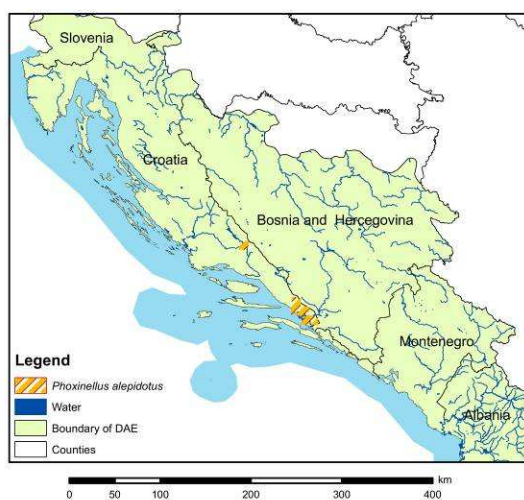 Slovenia
Croatia
Bosnia and Hercegovina
Montenegro
Albania
Legend
Phoxinellus alepidotus
Water
Boundary of DAE
Counties
km
0 50 100 200 300 400